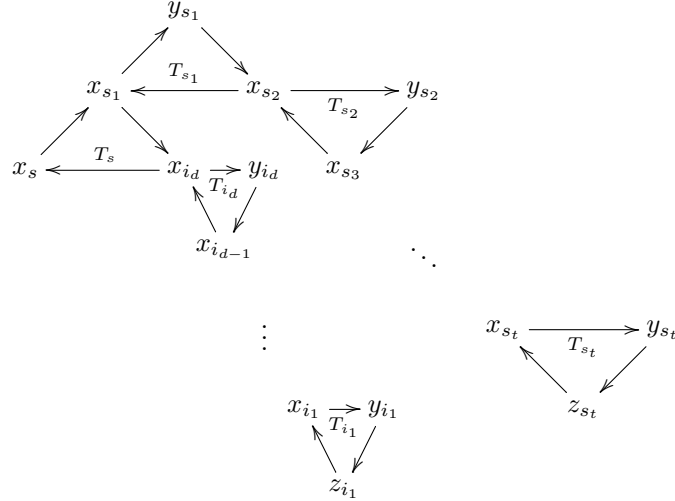 y_{s_1}
x_{s_1} T_{s_1} x_{s_2} T_{s_2} y_{s_2}
x_s T_s x_{i_d} T_{i_d} y_{i_d} x_{s_3}
x_{i_{d-1}} ⋱
⋮ x_{s_t} T_{s_t} y_{s_t}
x_{i_1} T_{i_1} y_{i_1} z_{s_t}
z_{i_1}